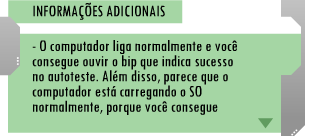 INFORMAÇÕES ADICIONAIS
- O computador liga normalmente e você
consegue ouvir o bip que indica sucesso
no autoteste. Além disso, parece que o
computador está carregando o SO
normalmente, porque você consegue